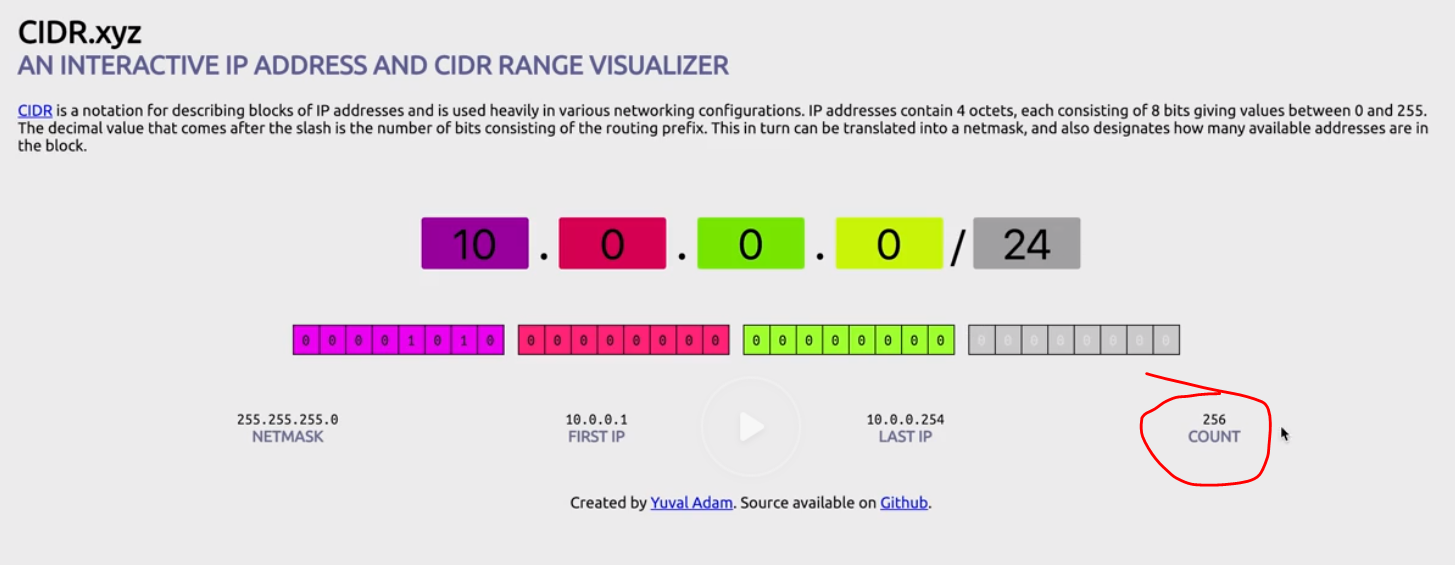 CIDR.xyz
AN INTERACTIVE IP ADDRESS AND CIDR RANGE VISUALIZER
CIDR is a notation for describing blocks of IP addresses and is used heavily in various networking configurations. IP addresses contain 4 octets, each consisting of 8 bits giving values between 0 and 255.
The decimal value that comes after the slash is the number of bits consisting of the routing prefix. This in turn can be translated into a netmask, and also designates how many available addresses are in
the block.
10 . 0 . 0 . 0 / 24
0 0 0 0 1 0 1 0 0 0 0 0 0 0 0 0 0 0 0 0 0 0 0 0 0 0 0 0 0 0 0 0
255.255.255.0 10.0.0.1 10.0.0.254 256
NETMASK FIRST IP LAST IP COUNT
Created by Yuval Adam. Source available on Github.